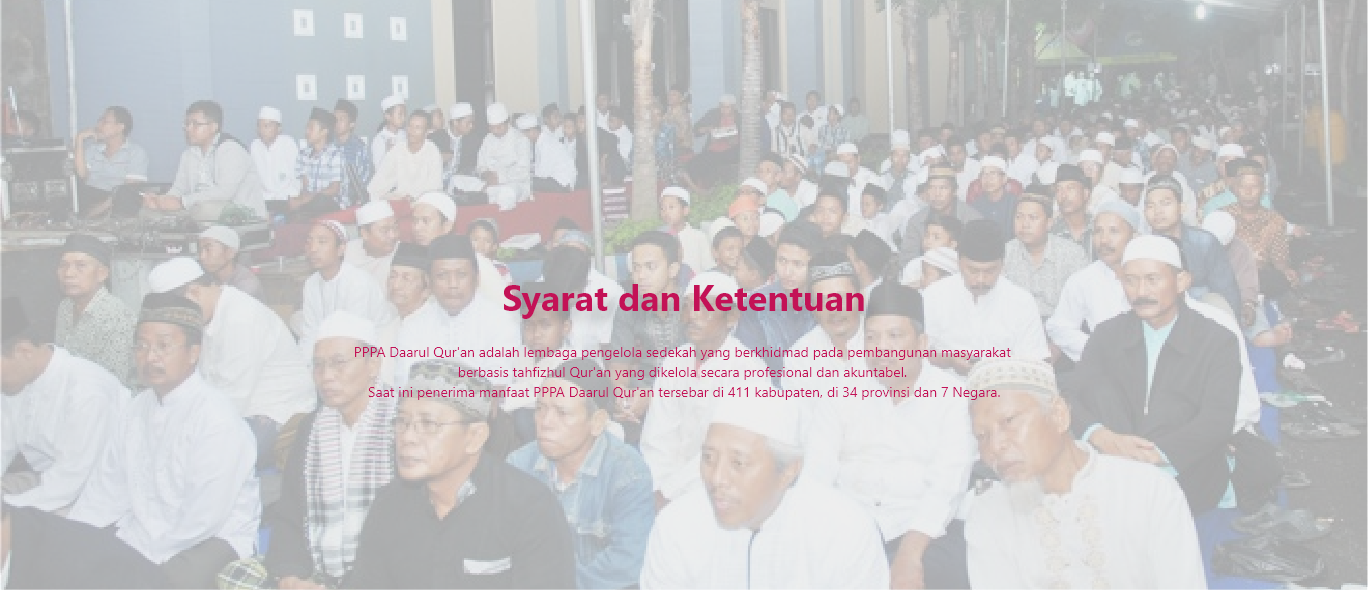 Syarat dan Ketentuan
PPPA Daarul Qur'an adalah lembaga pengelola sedekah yang berkhidmad pada pembangunan masyarakat
berbasis tahfizhul Qur'an yang dikelola secara profesional dan akuntabel.
Saat ini penerima manfaat PPPA Daarul Qur'an tersebar di 411 kabupaten, di 34 provinsi dan 7 Negara.